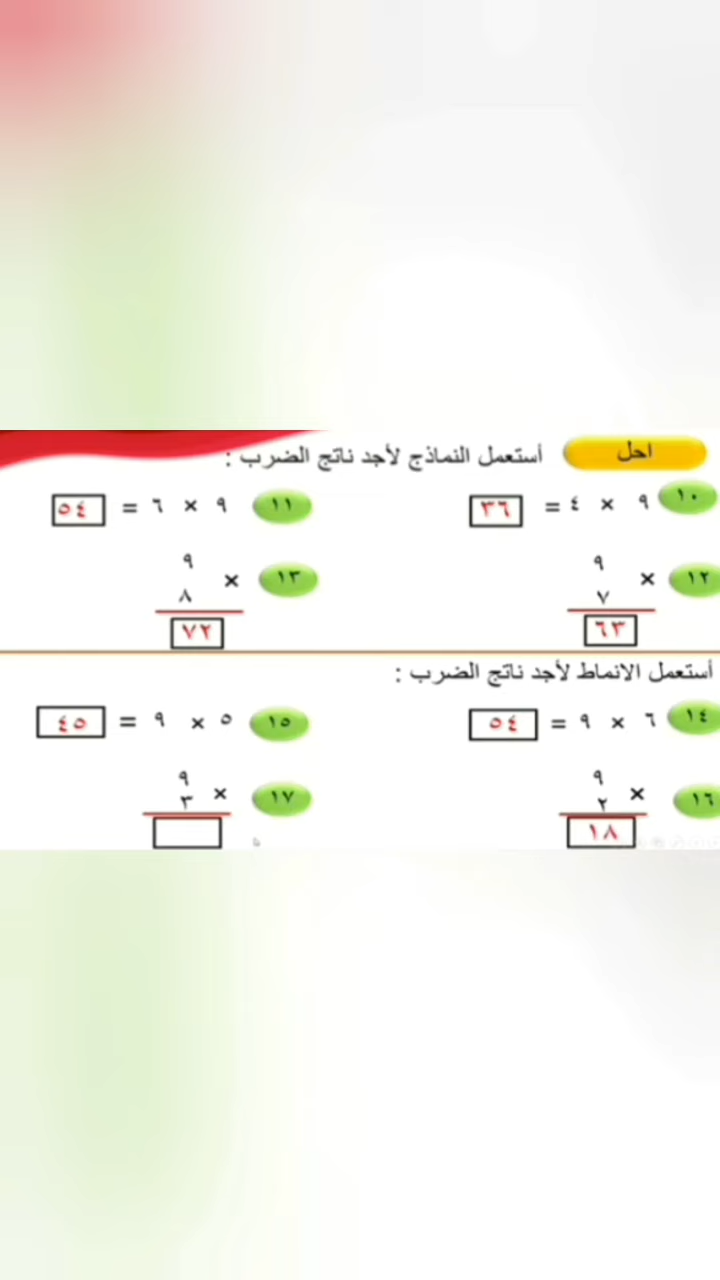 احل أستعمل النماذج لأجد ناتج الضرب :
١٠ ٩ × ٤ = ٣٦
١١ ٩ × ٦ = ٥٤
١٢ ٩ × ٧ ٦٣
١٣ ٩ × ٨ ٧٢
أستعمل الانماط لأجد ناتج الضرب :
١٤ ٦ × ٩ = ٥٤
١٥ ٥ × ٩ = ٤٥
١٦ ٩ × ٢ ١٨
١٧ ٩ × ٣